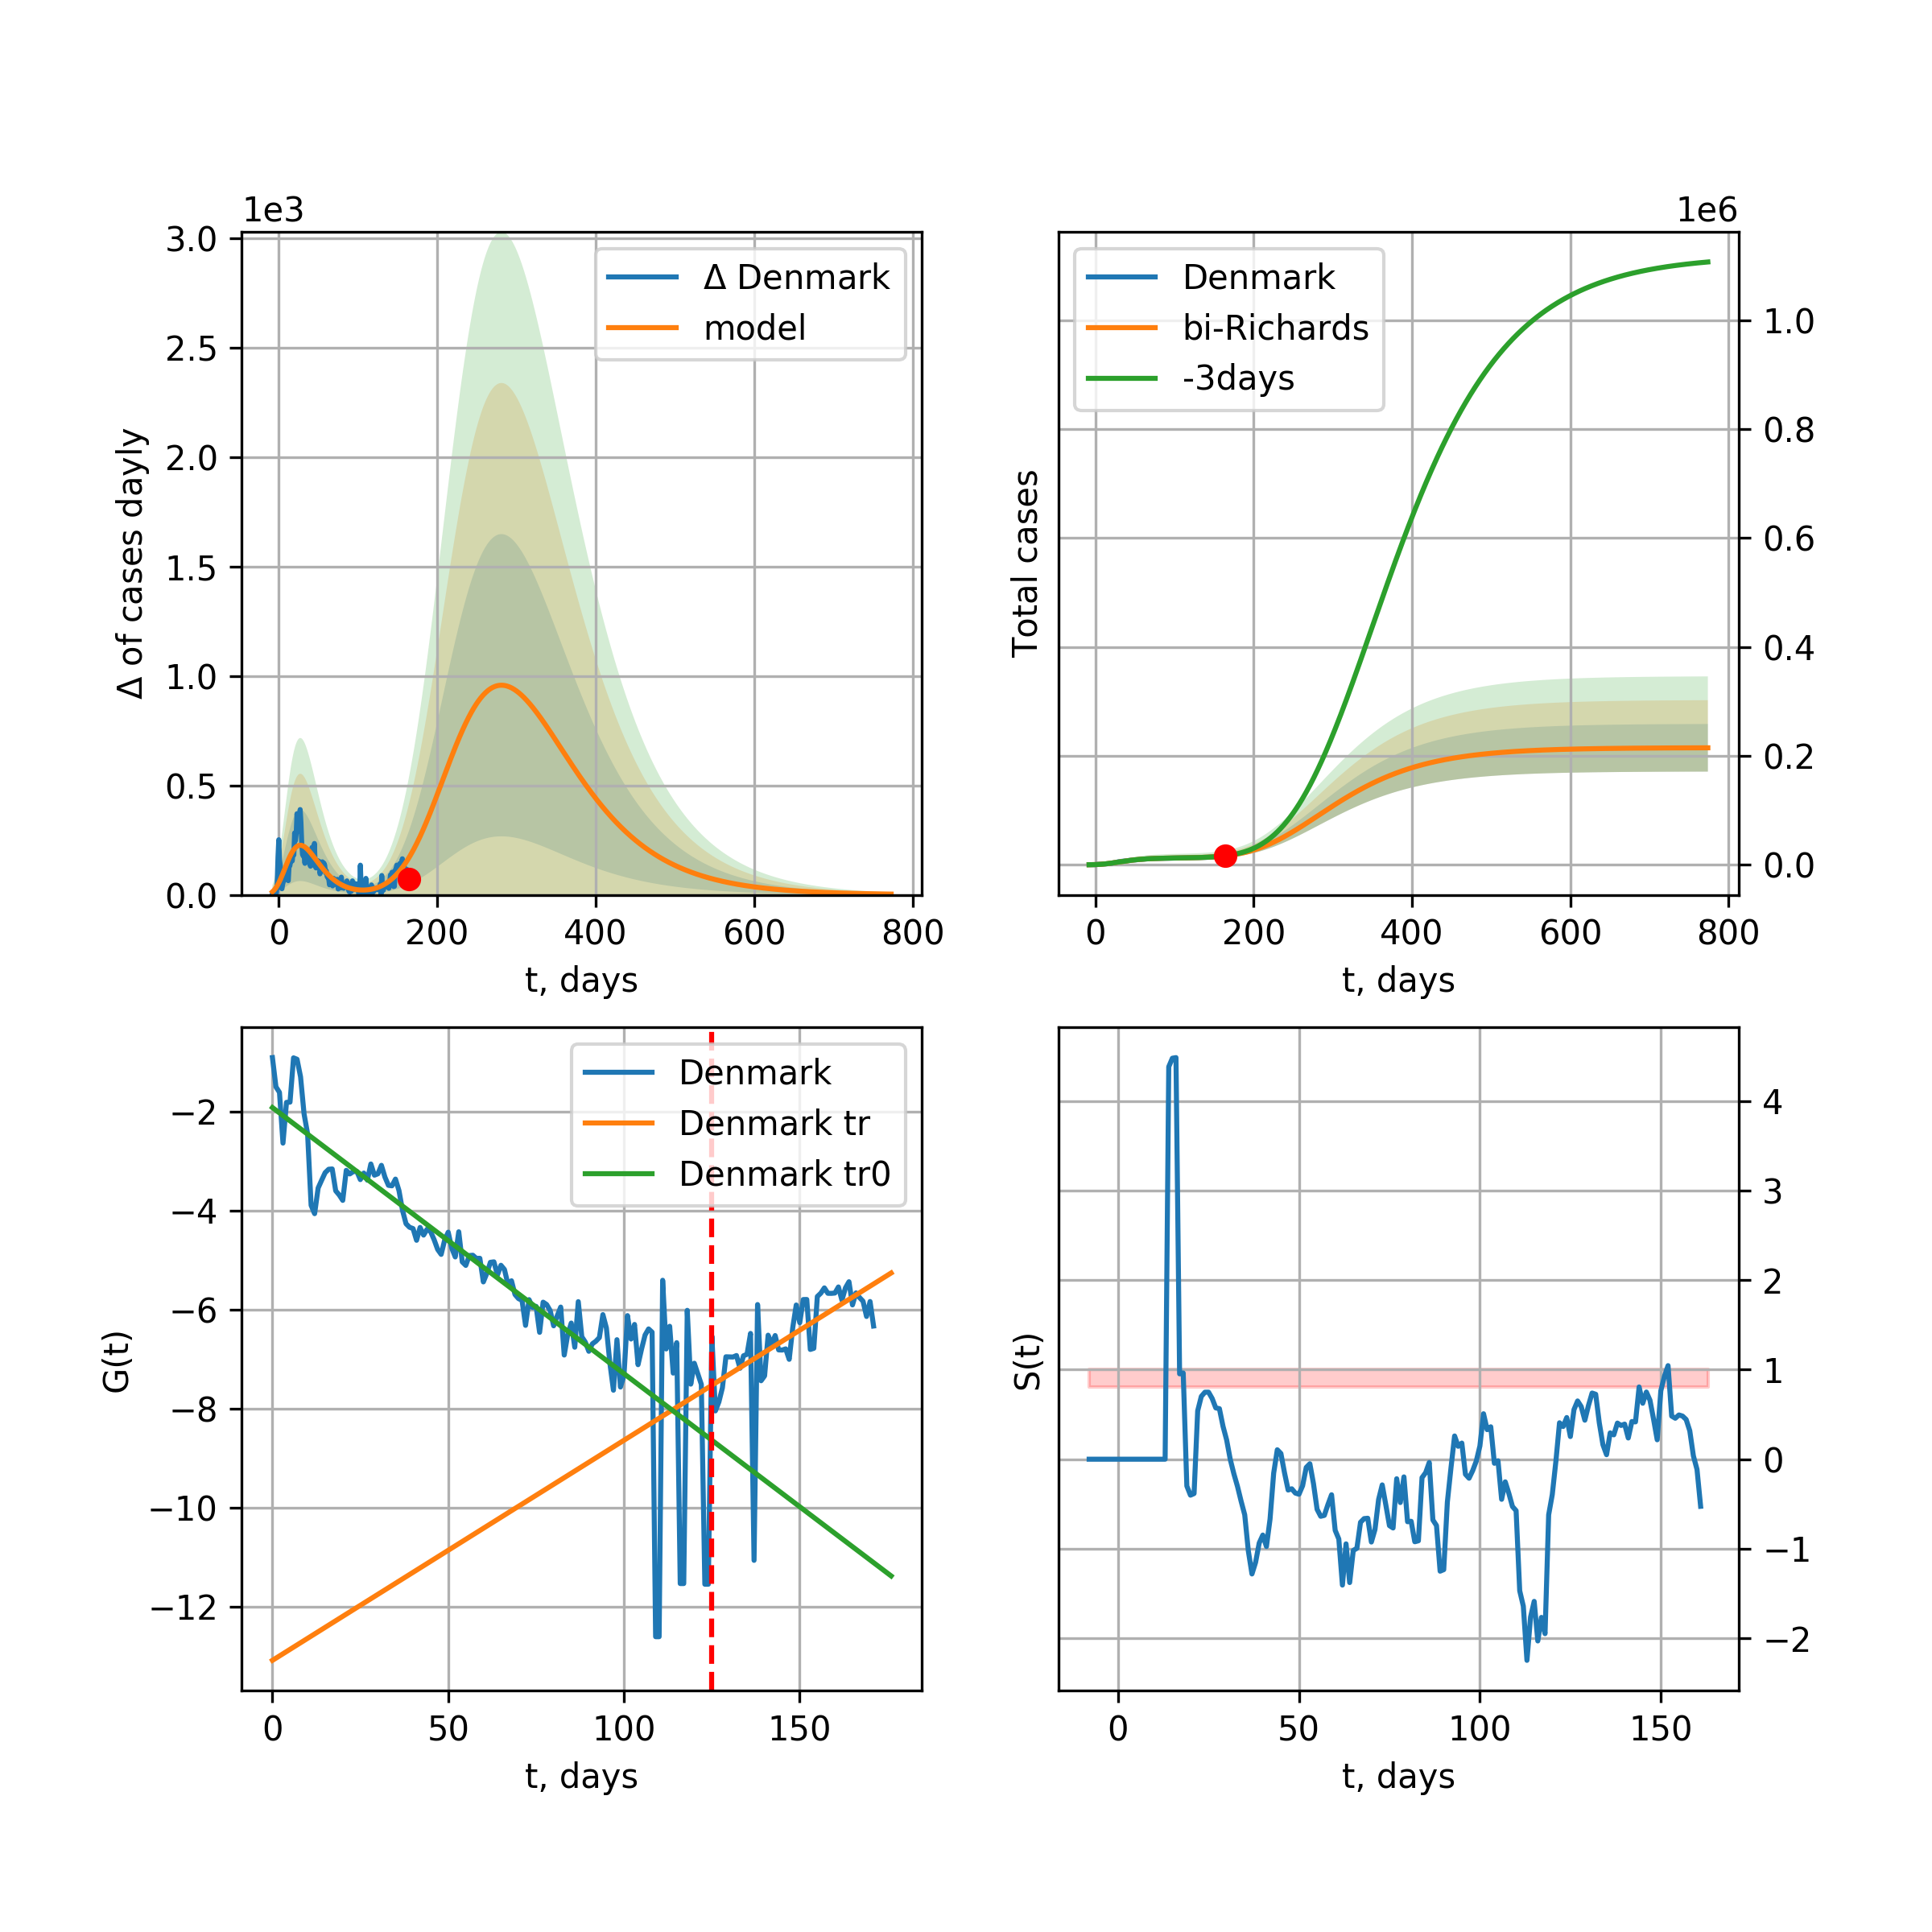 1e3
3.0
2.5
2.0
1.5
1.0
0.5
0.0
Δ of cases dayly
Δ Denmark
model
0 200 400 600 800
t, days
1e6
Denmark
bi-Richards
-3days
Total cases
1.0
0.8
0.6
0.4
0.2
0.0
0 200 400 600 800
t, days
Denmark
Denmark tr
Denmark tr0
G(t)
−2
−4
−6
−8
−10
−12
0 50 100 150
t, days
S(t)
4
3
2
1
0
−1
−2
0 50 100 150
t, days